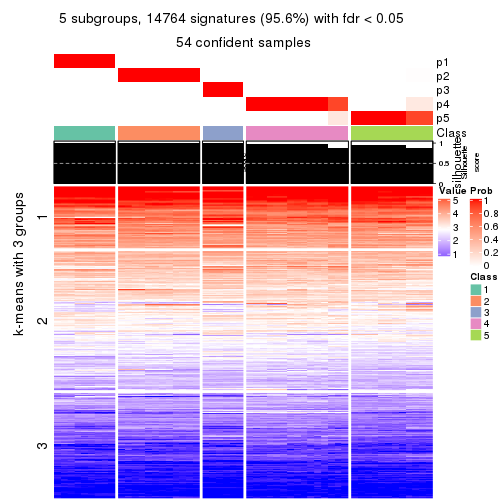 5 subgroups, 14764 signatures (95.6%) with fdr < 0.05
54 confident samples
p1
p2
p3
p4
p5
Class
1
0.5
0
silhouette
Silhouette
score
k-means with 3 groups
1
2
3
Value
5
4
3
2
1
Prob
1
0.8
0.6
0.4
0.2
0
Class
1
2
3
4
5